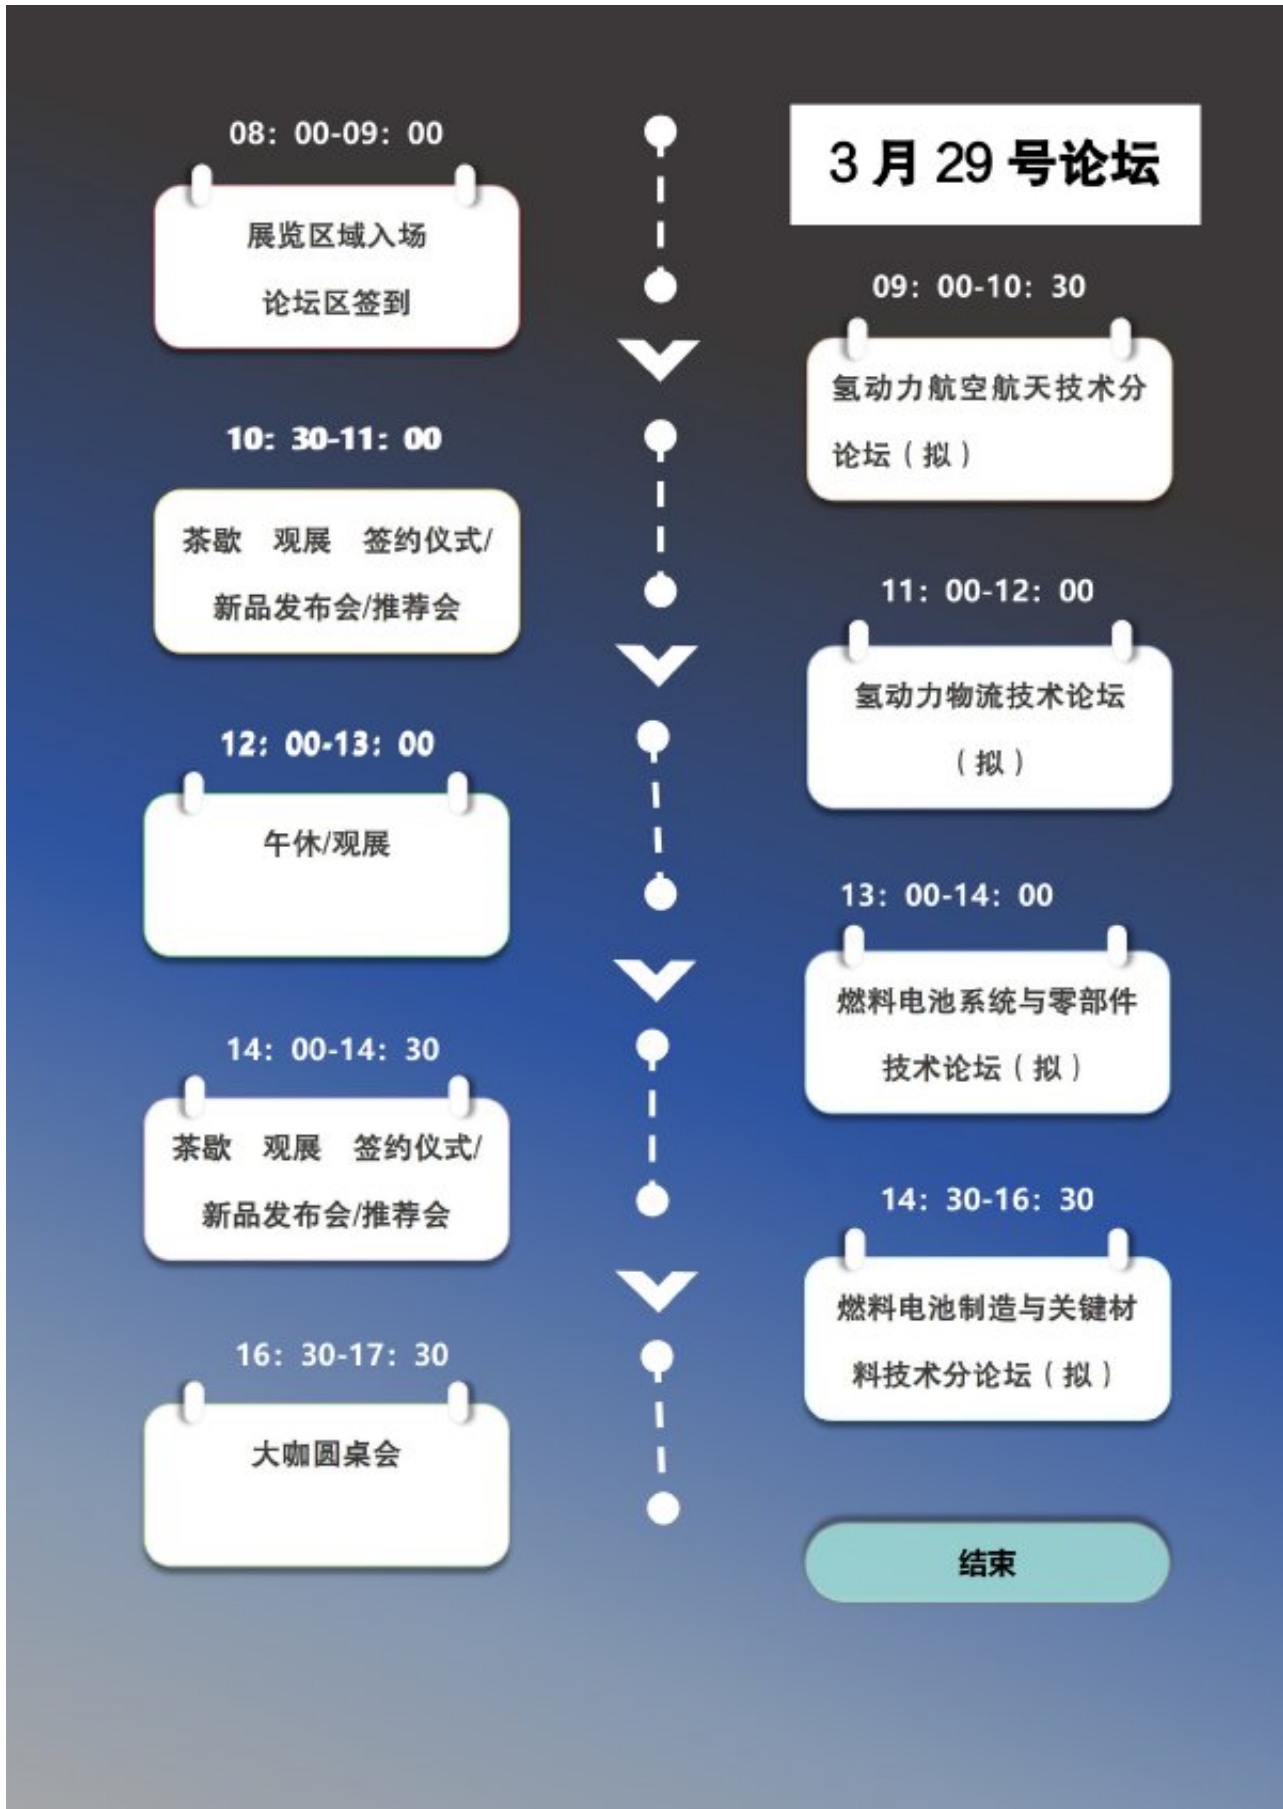 3月29号论坛
08：00-09：00
展览区域入场
论坛区签到
09：00-10：30
氢动力航空航天技术分
论坛（拟）
10：30-11：00
茶歇　观展　签约仪式/
新品发布会/推荐会
11：00-12：00
氢动力物流技术论坛
（拟）
12：00-13：00
午休/观展
13：00-14：00
燃料电池系统与零部件
技术论坛（拟）
14：00-14：30
茶歇　观展　签约仪式/
新品发布会/推荐会
14：30-16：30
燃料电池制造与关键材
料技术分论坛（拟）
16：30-17：30
大咖圆桌会
结束